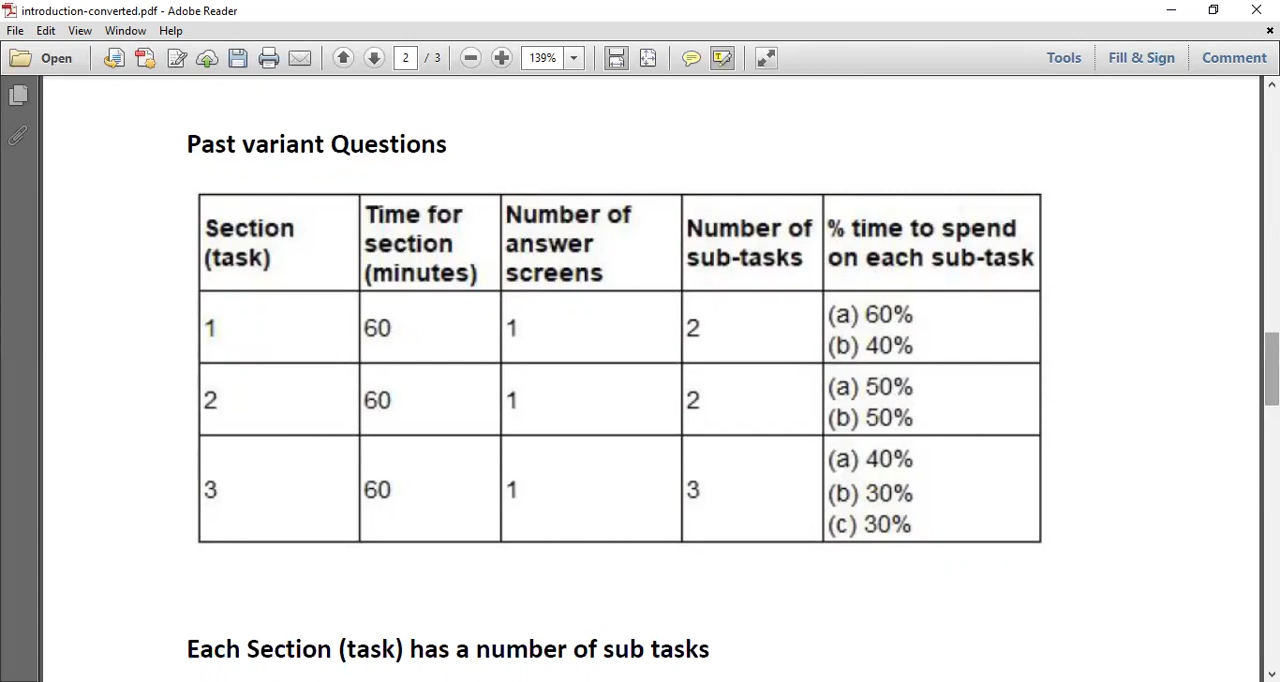 introduction-converted.pdf - Adobe Reader
File Edit View Window Help
Open 2 / 3 139% Tools Fill & Sign Comment
Past variant Questions
Section (task) Time for section (minutes) Number of answer screens Number of sub-tasks % time to spend on each sub-task
1 60 1 2 (a) 60%
(b) 40%
2 60 1 2 (a) 50%
(b) 50%
3 60 1 3 (a) 40%
(b) 30%
(c) 30%
Each Section (task) has a number of sub tasks